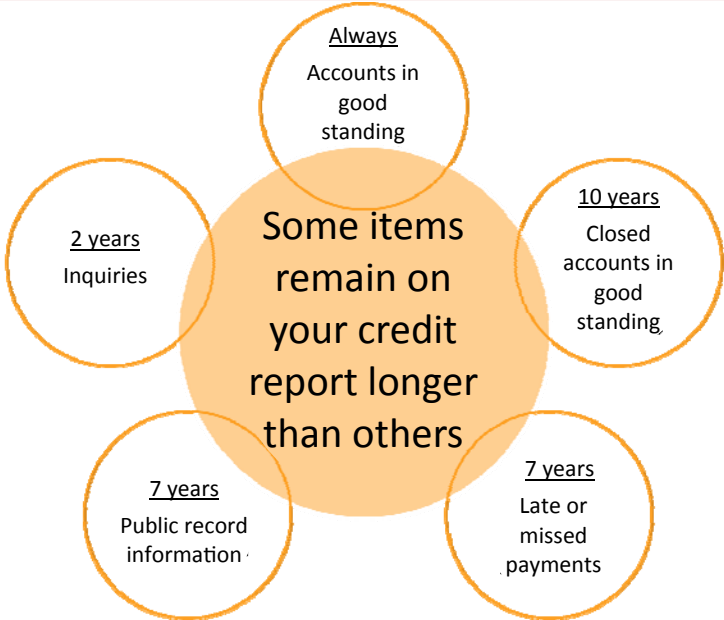 Always
Accounts in
good
standing
10 years
Closed
accounts in
good
standing
7 years
Late or
missed
payments
7 years
Public record
information
2 years
Inquiries
Some items
remain on
your credit
report longer
than others